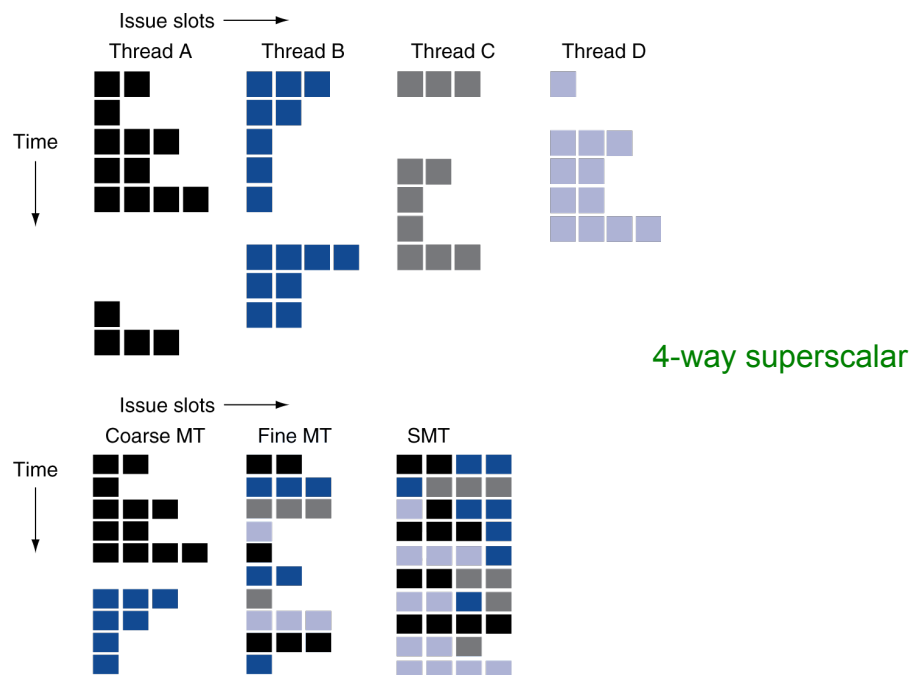 Issue slots
Thread A Thread B Thread C Thread D
Time
4-way superscalar
Issue slots
Coarse MT Fine MT SMT
Time